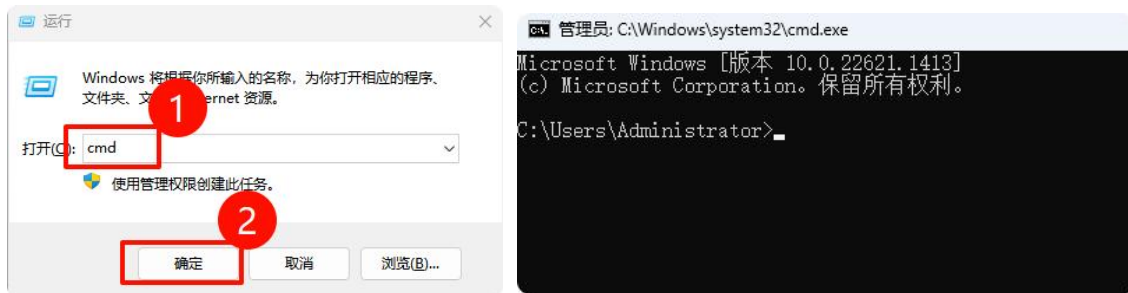 运行
Windows 将根据你所输入的名称，为你打开相应的程序、
文件夹、文 ernet 资源。
1
打开(O): cmd
使用管理权限创建此任务。
2
确定 取消 浏览(B)...
管理员: C:\Windows\system32\cmd.exe
Microsoft Windows [版本 10.0.22621.1413]
(c) Microsoft Corporation。保留所有权利。
C:\Users\Administrator>